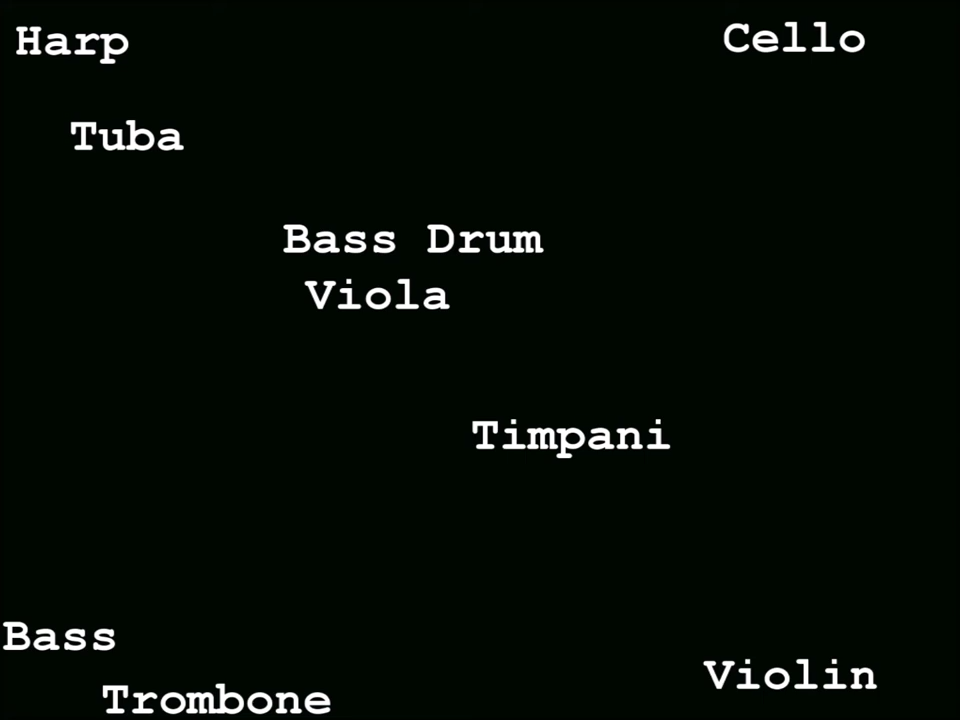 Harp
Cello
Tuba
Bass Drum
Viola
Timpani
Bass
Violin
Trombone